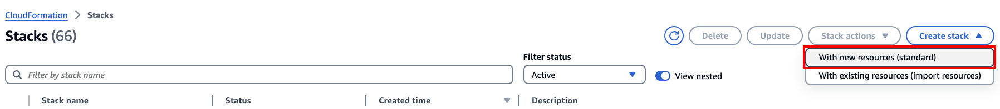 CloudFormation > Stacks
Stacks (66)
Delete
Update
Stack actions
Create stack
With new resources (standard)
With existing resources (import resources)
Filter status
Filter by stack name
Active
View nested
Stack name
Status
Created time
Description